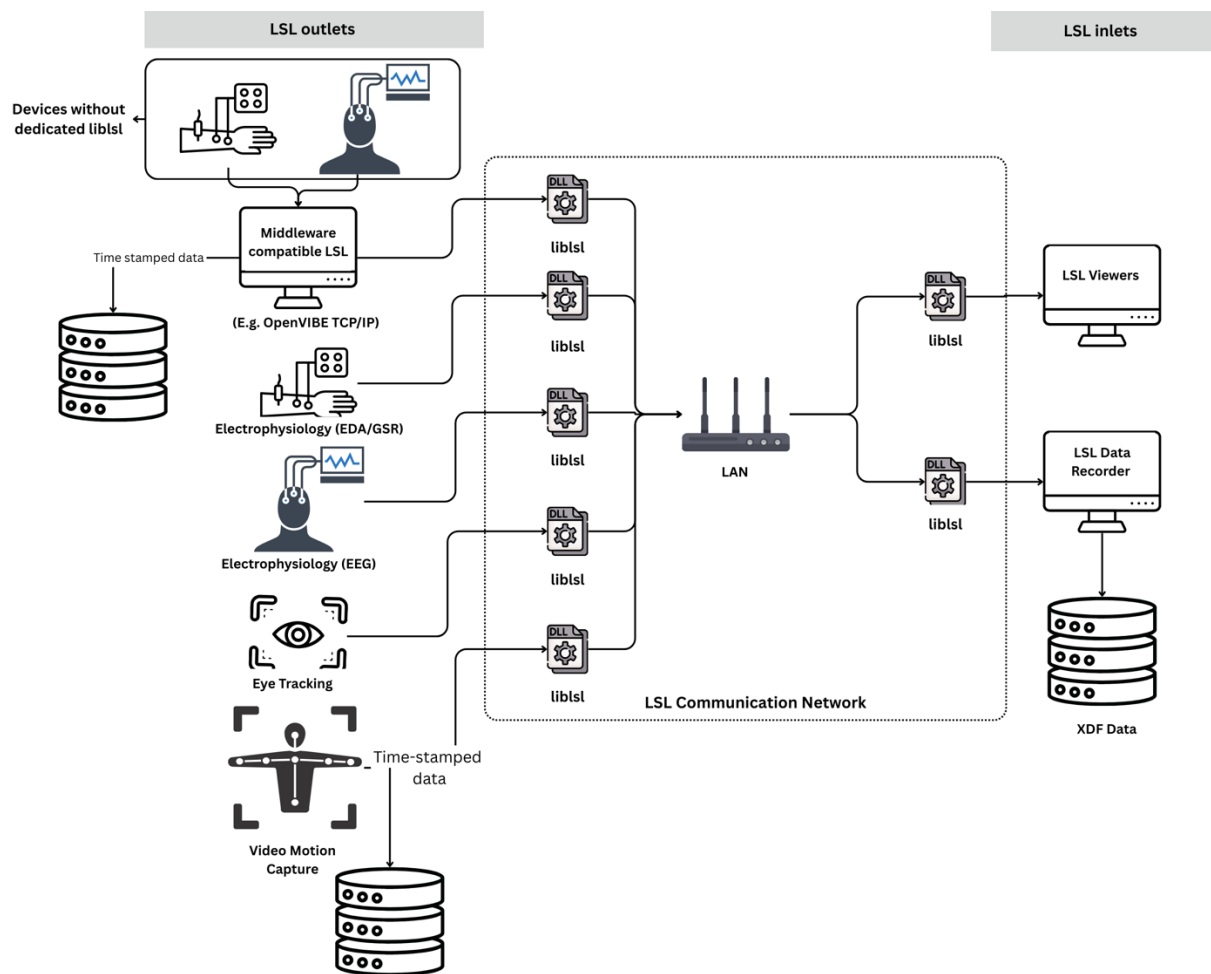 LSL outlets
LSL inlets
Devices without
dedicated liblsl
Middleware
compatible LSL
Time stamped data
(E.g. OpenVIBE TCP/IP)
DLL
liblsl
DLL
liblsl
DLL
liblsl
DLL
liblsl
DLL
liblsl
Electrophysiology (EDA/GSR)
Electrophysiology (EEG)
Eye Tracking
Video Motion
Capture
Time-stamped
data
LAN
LSL Communication Network
DLL
liblsl
DLL
liblsl
LSL Viewers
LSL Data
Recorder
XDF Data